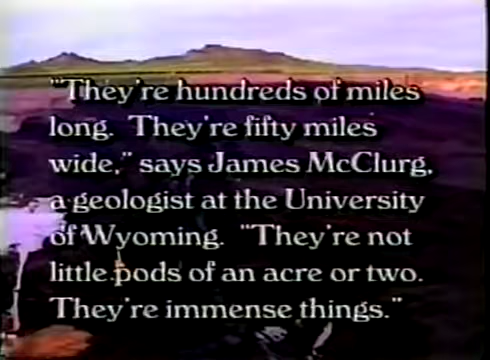 "They're hundreds of miles
long. They're fifty miles
wide," says James McClurg,
a geologist at the University
of Wyoming. "They're not
little pods of an acre or two.
They're immense things."